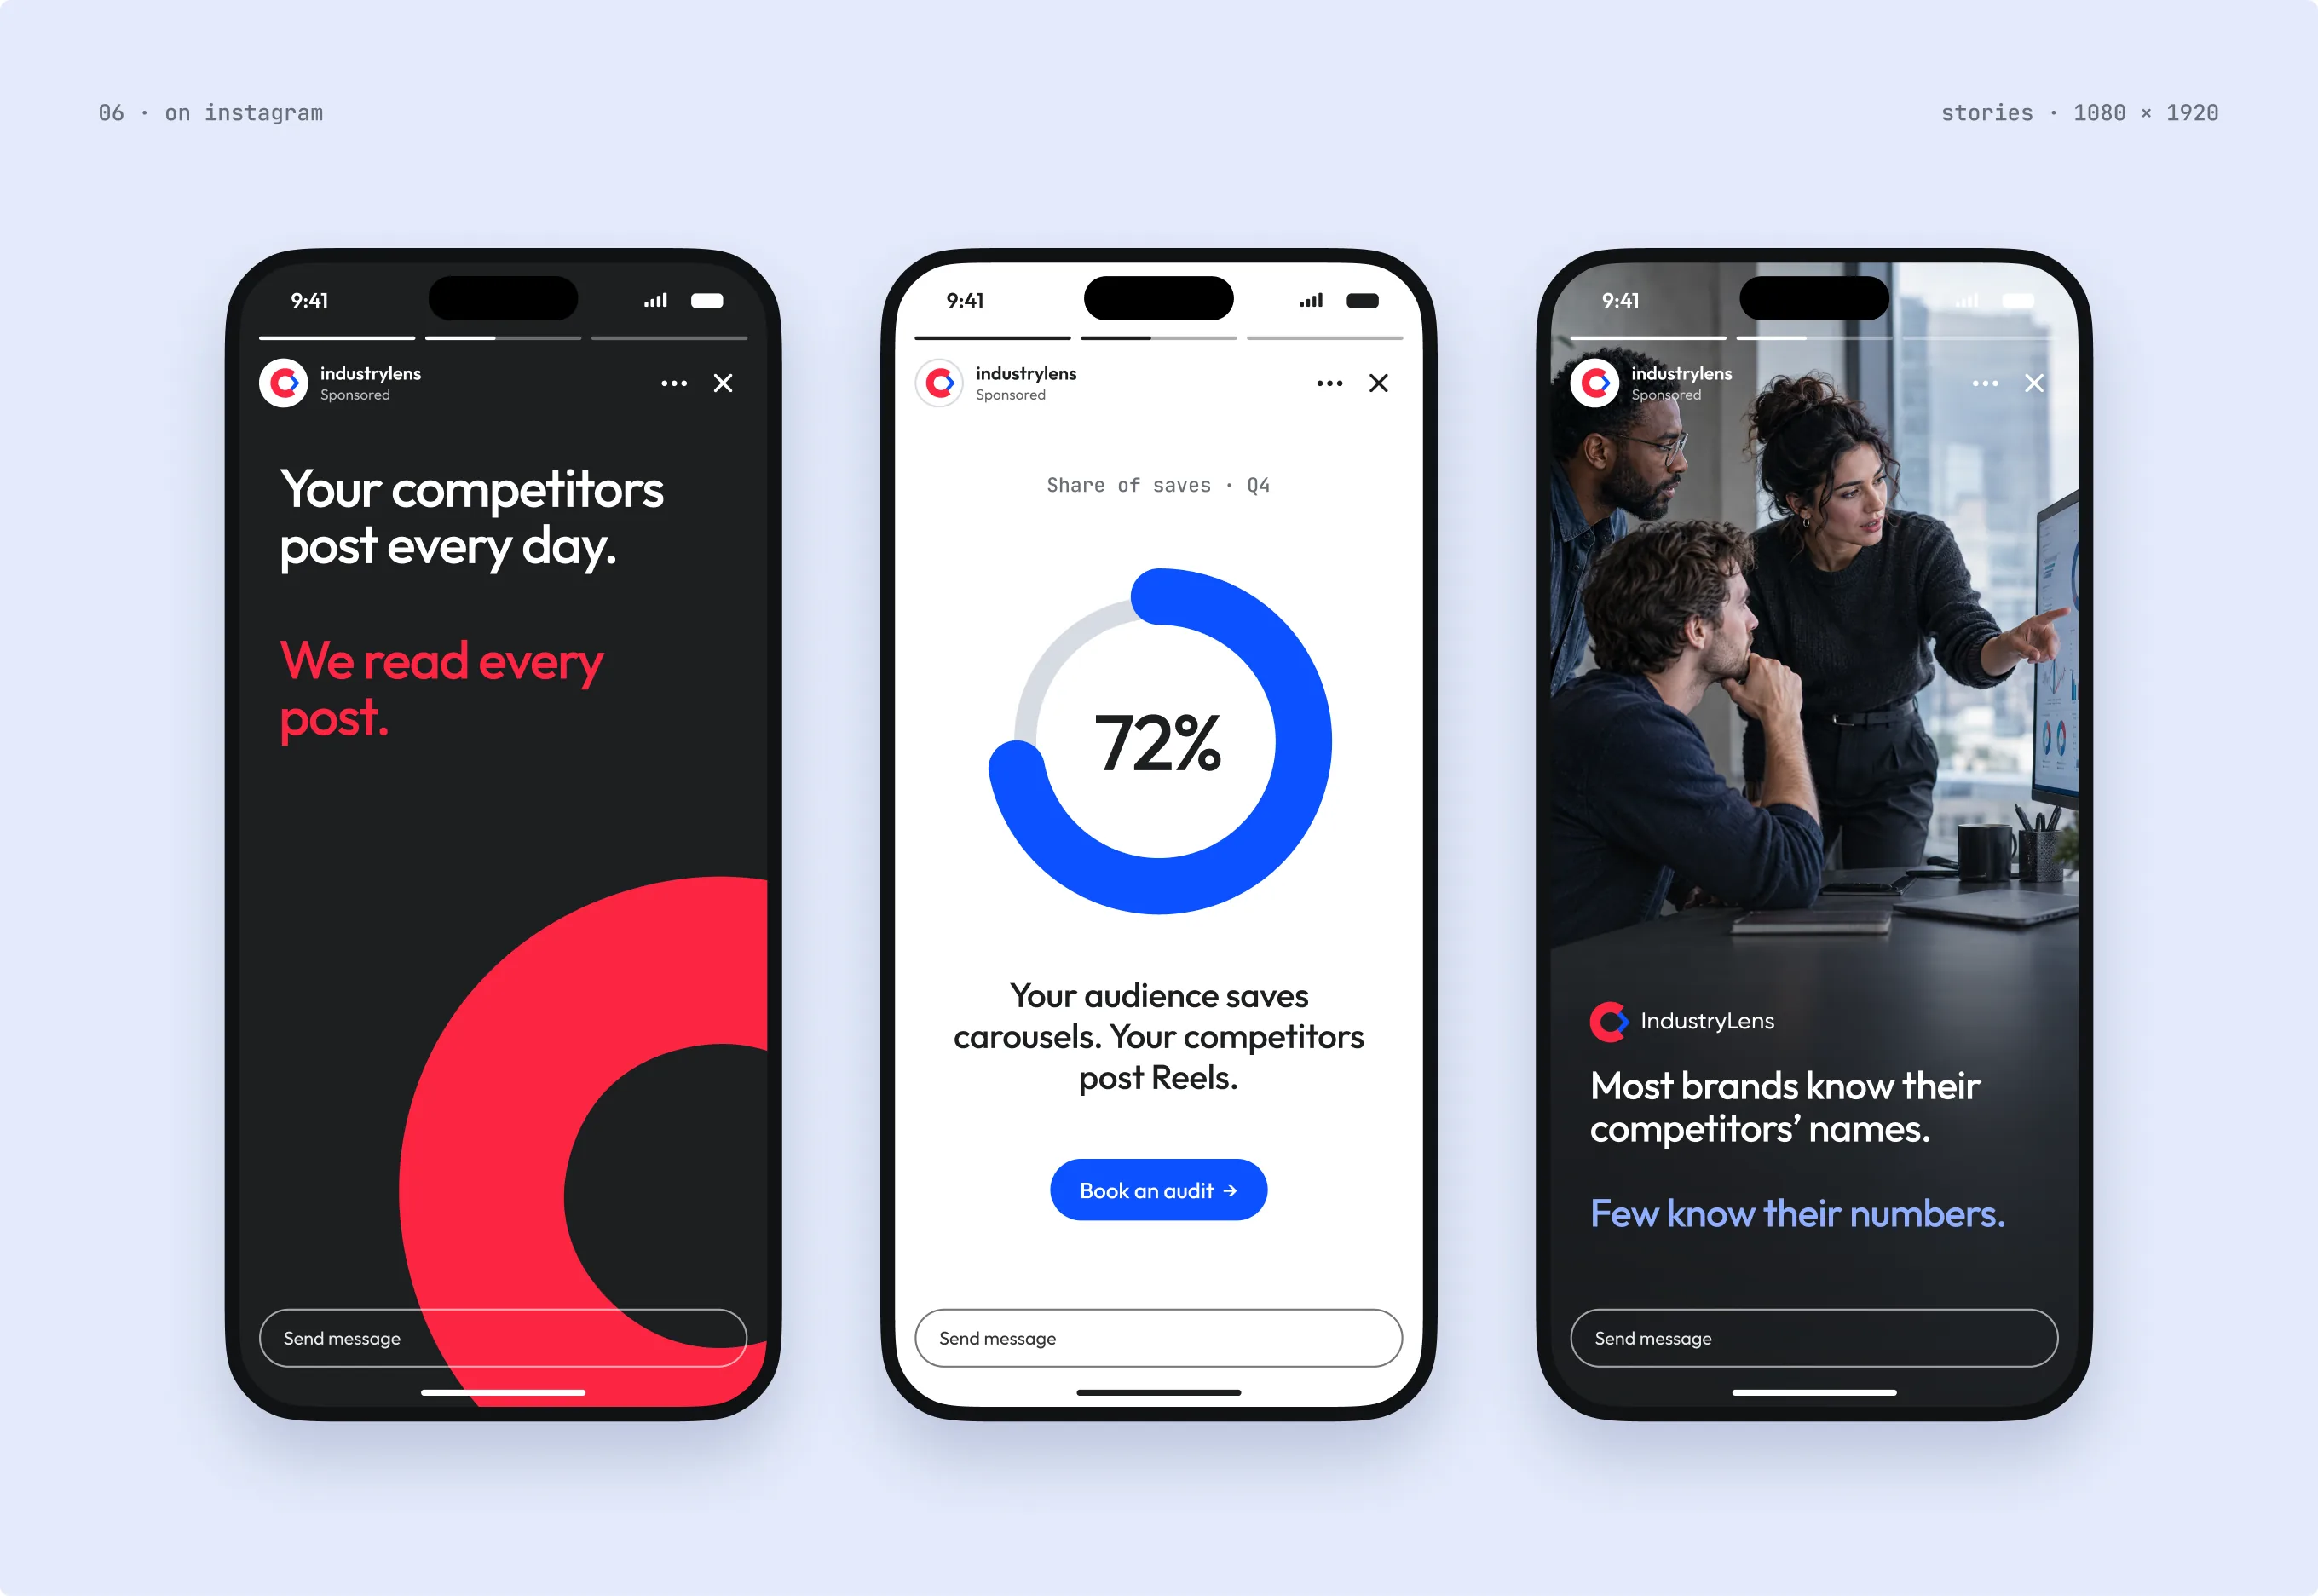 06 · on instagram
stories · 1080 × 1920
9:41
industrylens
Sponsored
Your competitors
post every day.
We read every
post.
Send message
9:41
industrylens
Sponsored
Share of saves · Q4
72%
Your audience saves
carousels. Your competitors
post Reels.
Book an audit →
Send message
9:41
industrylens
Sponsored
IndustryLens
Most brands know their
competitors’ names.
Few know their numbers.
Send message